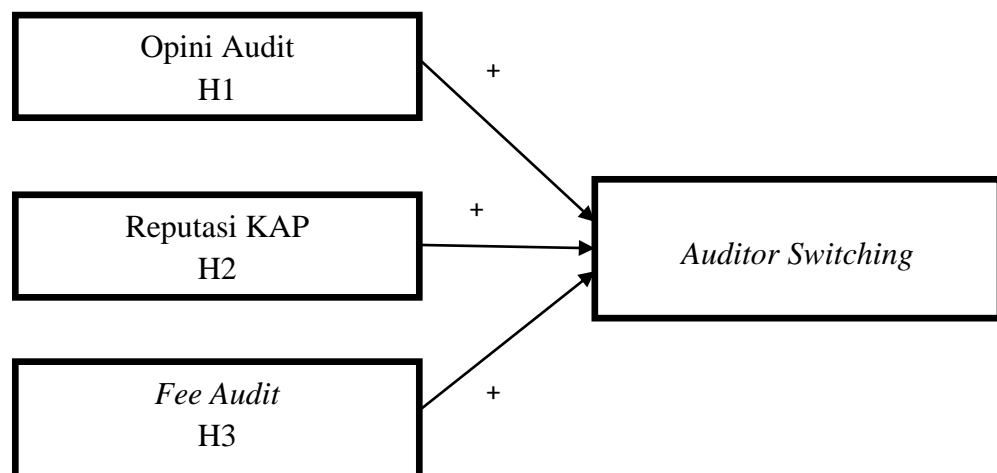 Opini Audit
H1
+
Reputasi KAP
H2
+
Auditor Switching
Fee Audit
H3
+